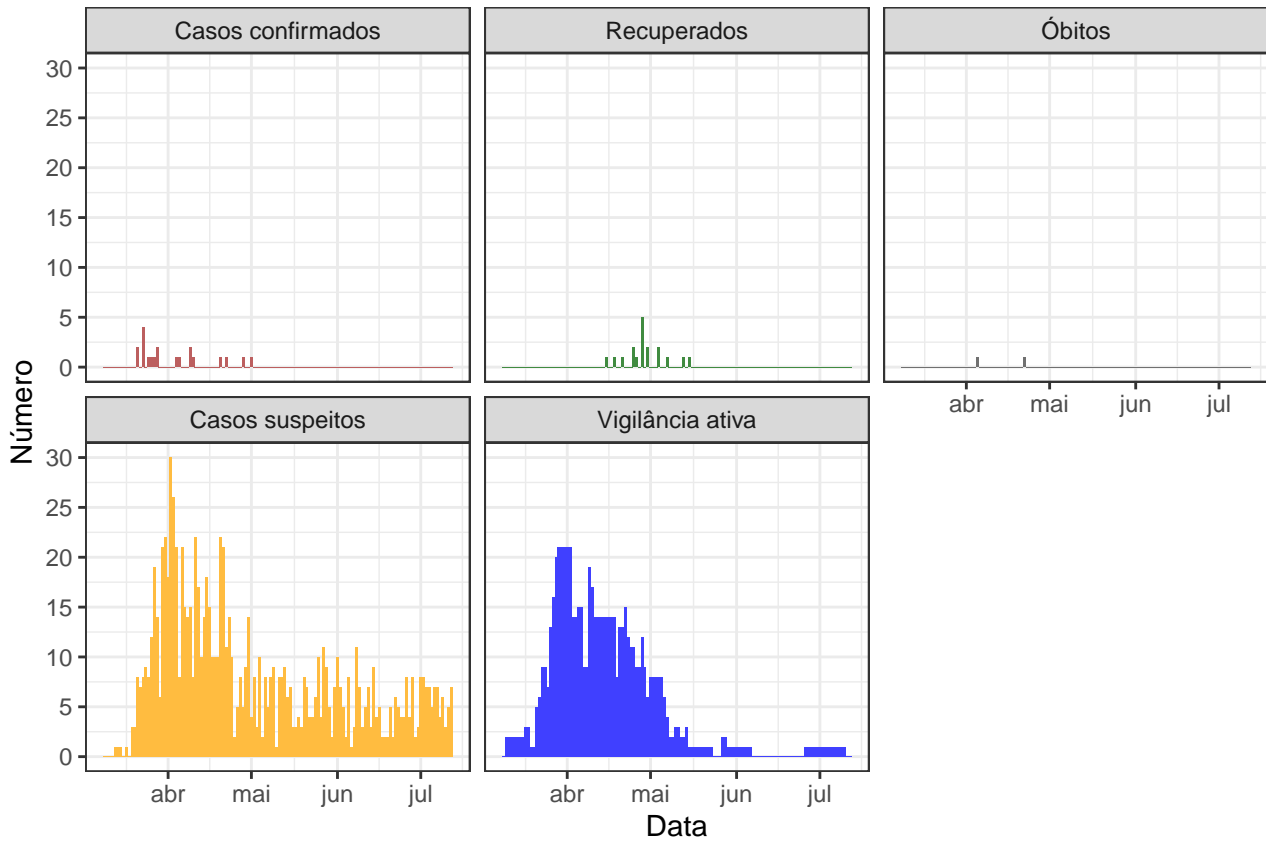 Casos confirmados
Recuperados
Óbitos
30
25
20
15
10
5
0
abr mai jun jul
Casos suspeitos
Vigilância ativa
30
25
20
15
10
5
0
abr mai jun jul
abr mai jun jul
Número
Data